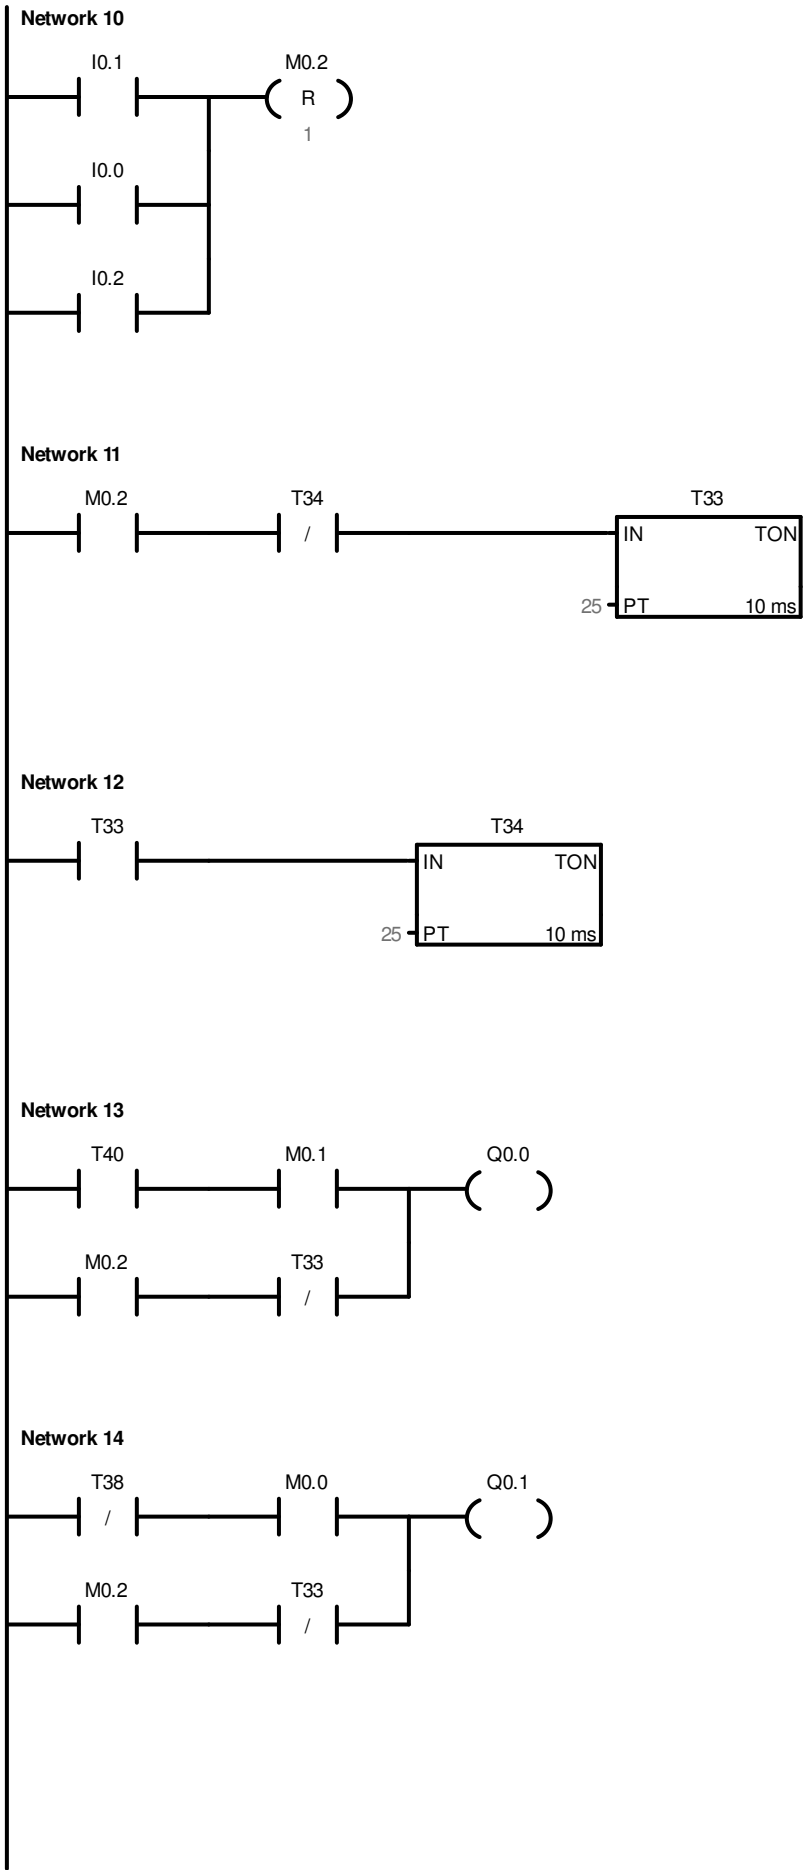 Network 10
I0.1 M0.2
R
1
I0.0
I0.2
Network 11
M0.2 T34 T33
/ IN TON
25 PT 10 ms
Network 12
T33 T34
IN TON
25 PT 10 ms
Network 13
T40 M0.1 Q0.0
M0.2 T33
/
Network 14
T38 M0.0 Q0.1
/
M0.2 T33
/